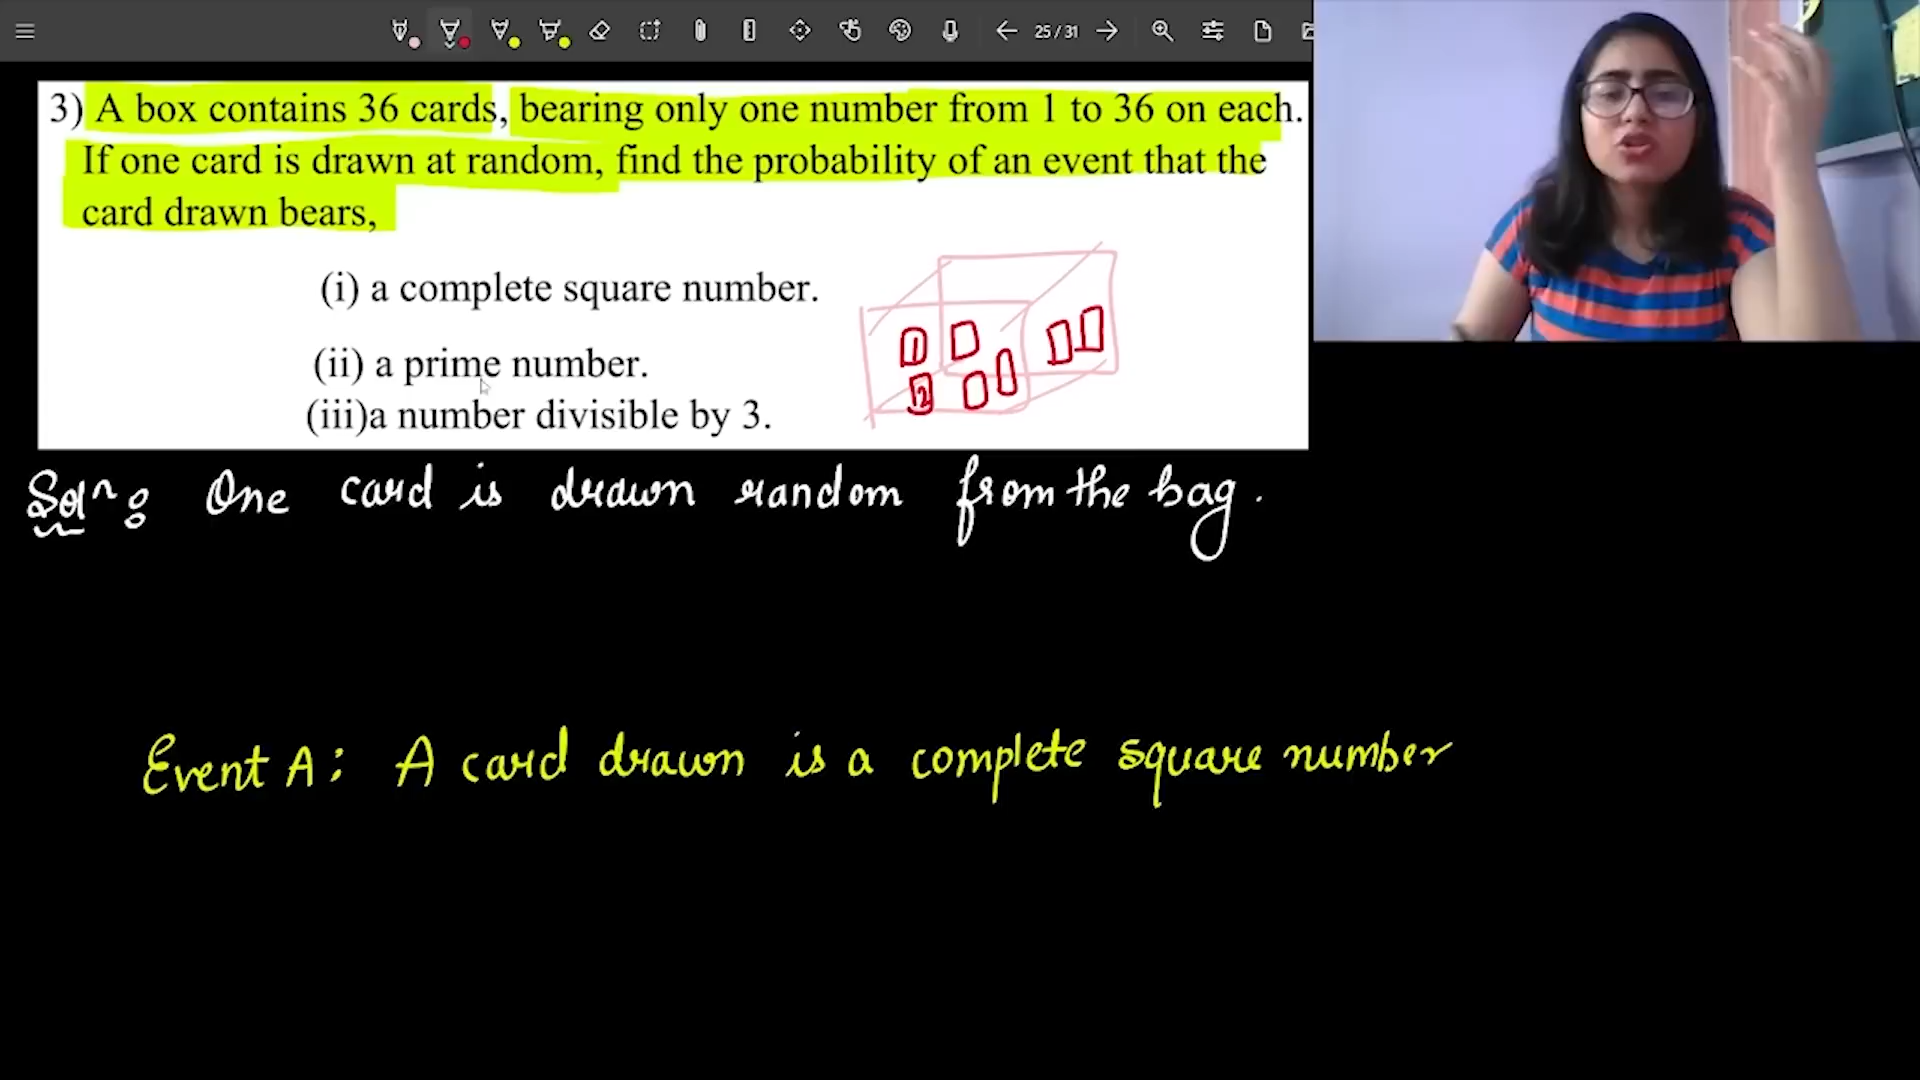 25 / 31
3) A box contains 36 cards, bearing only one number from 1 to 36 on each.
If one card is drawn at random, find the probability of an event that the
card drawn bears,
(i) a complete square number.
(ii) a prime number.
(iii)a number divisible by 3.
1
2
Solⁿ: One card is drawn random from the bag.
Event A: A card drawn is a complete square number